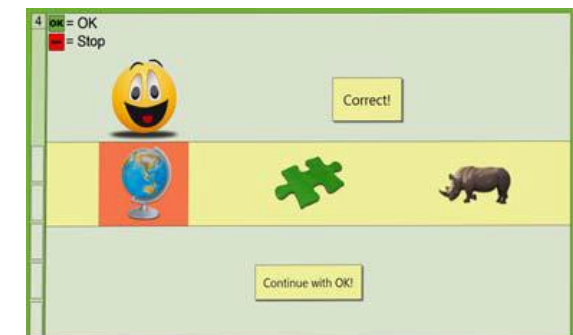 4
OK = OK
= Stop
Correct!
Continue with OK!